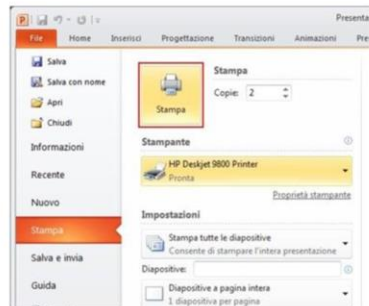 Presenta
File Home Inserisci Progettazione Transizioni Animazioni Pre
Salva
Salva con nome
Apri
Chiudi
Informazioni
Recente
Nuovo
Stampa
Salva e invia
Guida
Stampa
Stampa
Copie: 2
Stampante
HP Deskjet 9800 Printer
Pronta
Proprietà stampante
Impostazioni
Stampa tutte le diapositive
Consente di stampare l'intera presentazione
Diapositive:
Diapositive a pagina intera
1 diapositiva per pagina